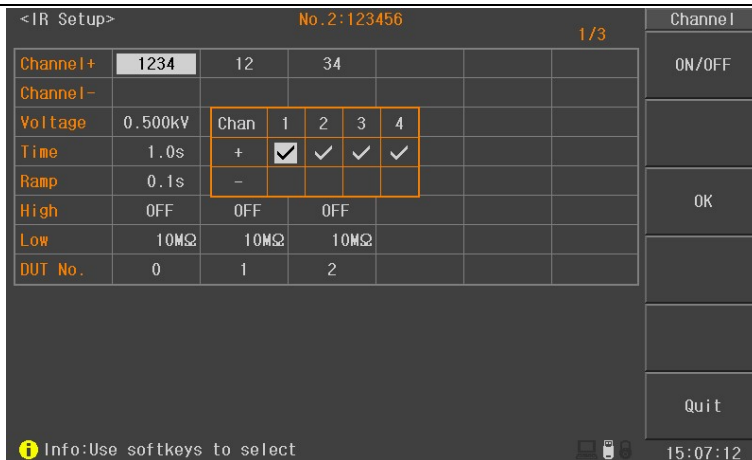 <IR Setup> No.2:123456 1/3 Channel
Channel+ 1234 12 34 ON/OFF
Channel-
Voltage 0.500kV Chan 1 2 3 4
Time 1.0s + ✓ ✓ ✓ ✓
Ramp 0.1s -
High OFF OFF OFF OK
Low 10MΩ 10MΩ 10MΩ
DUT No. 0 1 2
Quit
i Info:Use softkeys to select 15:07:12